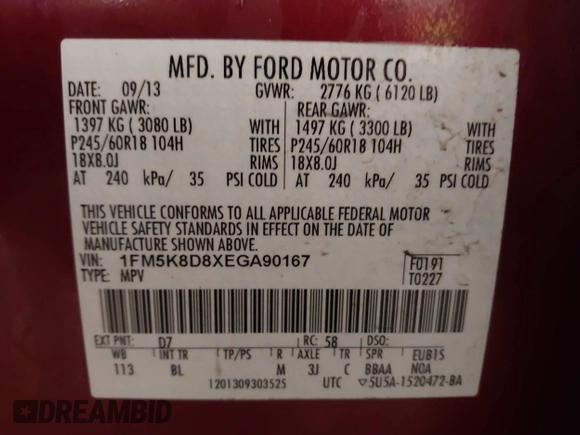 MFD. BY FORD MOTOR CO.
DATE: 09/13 GVWR: 2776 KG ( 6120 LB)
FRONT GAWR: REAR GAWR:
1397 KG ( 3080 LB) WITH 1497 KG ( 3300 LB) WITH
P245/60R18 104H TIRES P245/60R18 104H TIRES
18X8.0J RIMS 18X8.0J RIMS
AT 240 kPa/ 35 PSI COLD AT 240 kPa/ 35 PSI COLD
THIS VEHICLE CONFORMS TO ALL APPLICABLE FEDERAL MOTOR
VEHICLE SAFETY STANDARDS IN EFFECT ON THE DATE OF
MANUFACTURE SHOWN ABOVE.
VIN: 1FM5K8D8XEGA90167 F0191
TYPE: MPV T0227
EXT PNT: D7 RC: 58 DSO:
WB INT TR TP/PS R AXLE TR SPR EUB1S
113 BL M 3J C BBAA NOA
1201309303525 UTC ▽5U5A-1520472-BA
DREAMBID